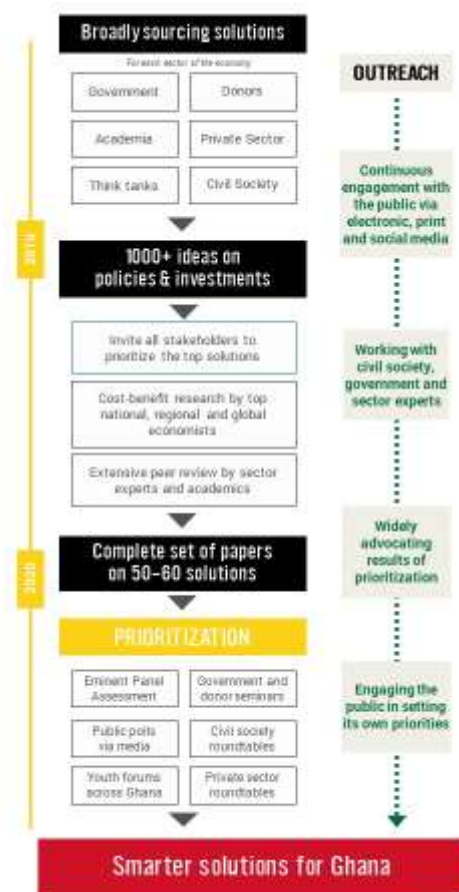 Broadly sourcing solutions
For each sector of the economy
Government
Donors
Academia
Private Sector
Think tanks
Civil Society
2019
1000+ ideas on
policies & investments
Invite all stakeholders to
prioritize the top solutions
Cost-benefit research by top
national, regional and global
economists
Extensive peer review by sector
experts and academics
2020
Complete set of papers
on 50–60 solutions
PRIORITIZATION
Eminent Panel
Assessment
Government and
donor seminars
Public polls
via media
Civil society
roundtables
Youth forums
across Ghana
Private sector
roundtables
OUTREACH
Continuous
engagement with
the public via
electronic, print
and social media
Working with
civil society,
government and
sector experts
Widely
advocating
results of
prioritization
Engaging the
public in setting
its own priorities
Smarter solutions for Ghana